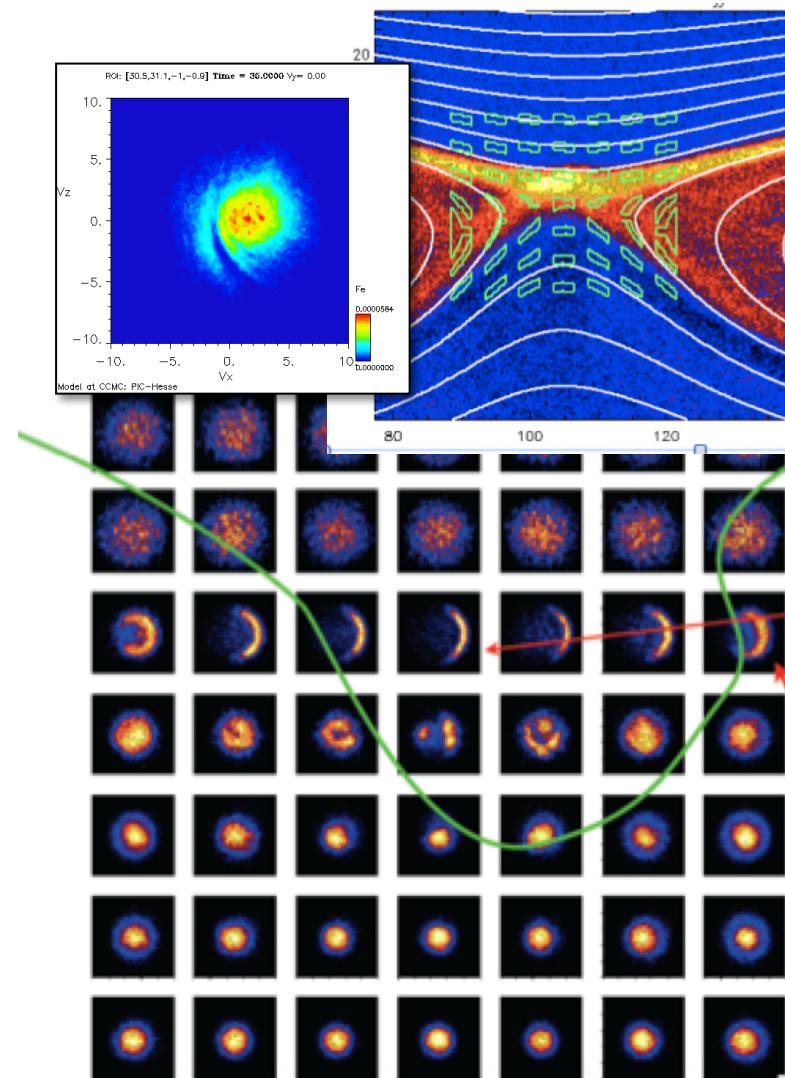 20
ROI: [30.5,31.1,-1,-0.9] Time = 35.0000 Vy= 0.00
10.
5.
Vz
0.
-5.
Fe
0.0000584
-10.
0.0000000
-10. -5. 0. 5. 10
Vx
Model at CCMC: PIC-Hesse
80 100 120